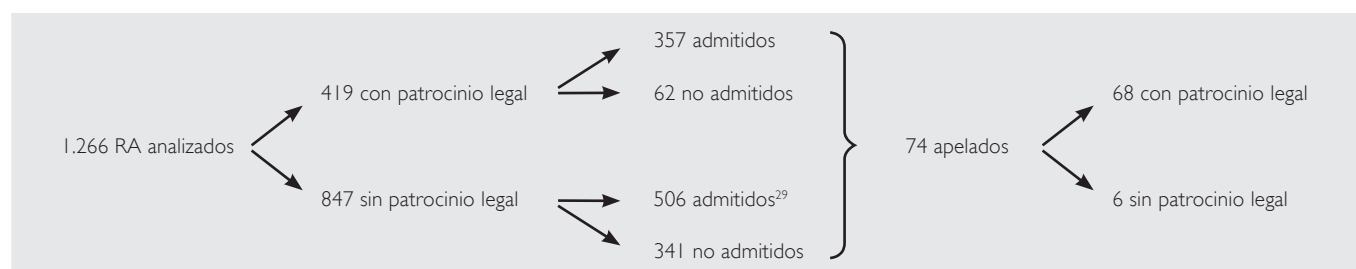 1.266 RA analizados
419 con patrocinio legal
847 sin patrocinio legal
357 admitidos
62 no admitidos
506 admitidos29
341 no admitidos
74 apelados
68 con patrocinio legal
6 sin patrocinio legal